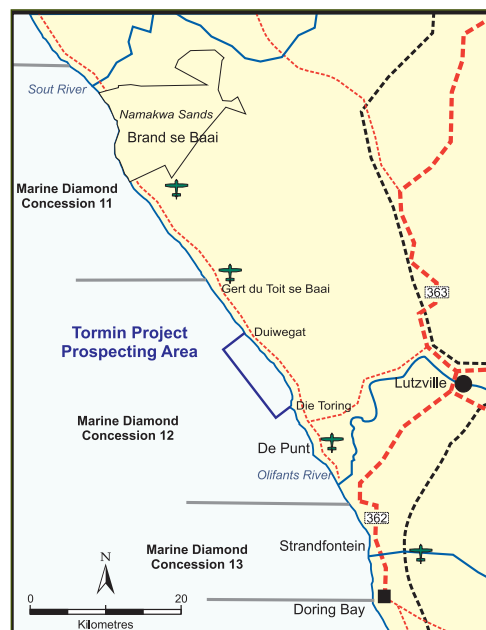 Sout River
Namakwa Sands
Brand se Baai
Marine Diamond
Concession 11
Gert du Toit se Baai
363
Tormin Project
Prospecting Area
Duiwegat
Lutzville
Die Toring
Marine Diamond
Concession 12
De Punt
Olifants River
362
Strandfontein
Marine Diamond
Concession 13
N
Doring Bay
0 10 20
Kilometres